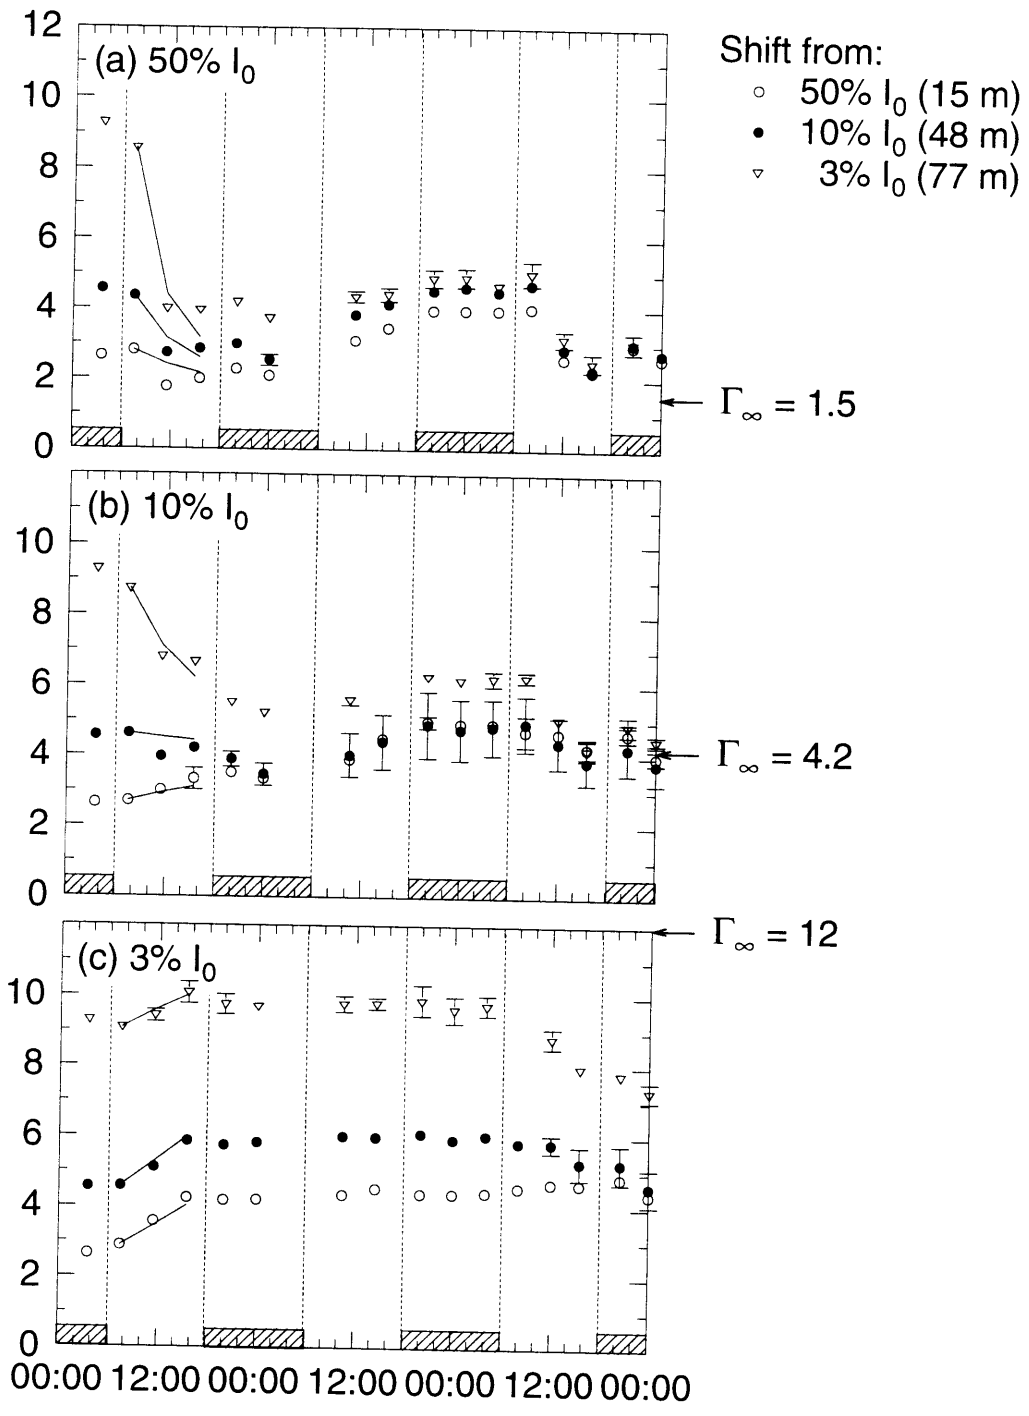 12
10
8
6
4
2
0
(a) 50% I₀
Shift from:
○ 50% I₀ (15 m)
● 10% I₀ (48 m)
▽ 3% I₀ (77 m)
Γ∞ = 1.5
(b) 10% I₀
10
8
6
4
2
0
Γ∞ = 4.2
(c) 3% I₀
Γ∞ = 12
10
8
6
4
2
0
00:00 12:00 00:00 12:00 00:00 12:00 00:00